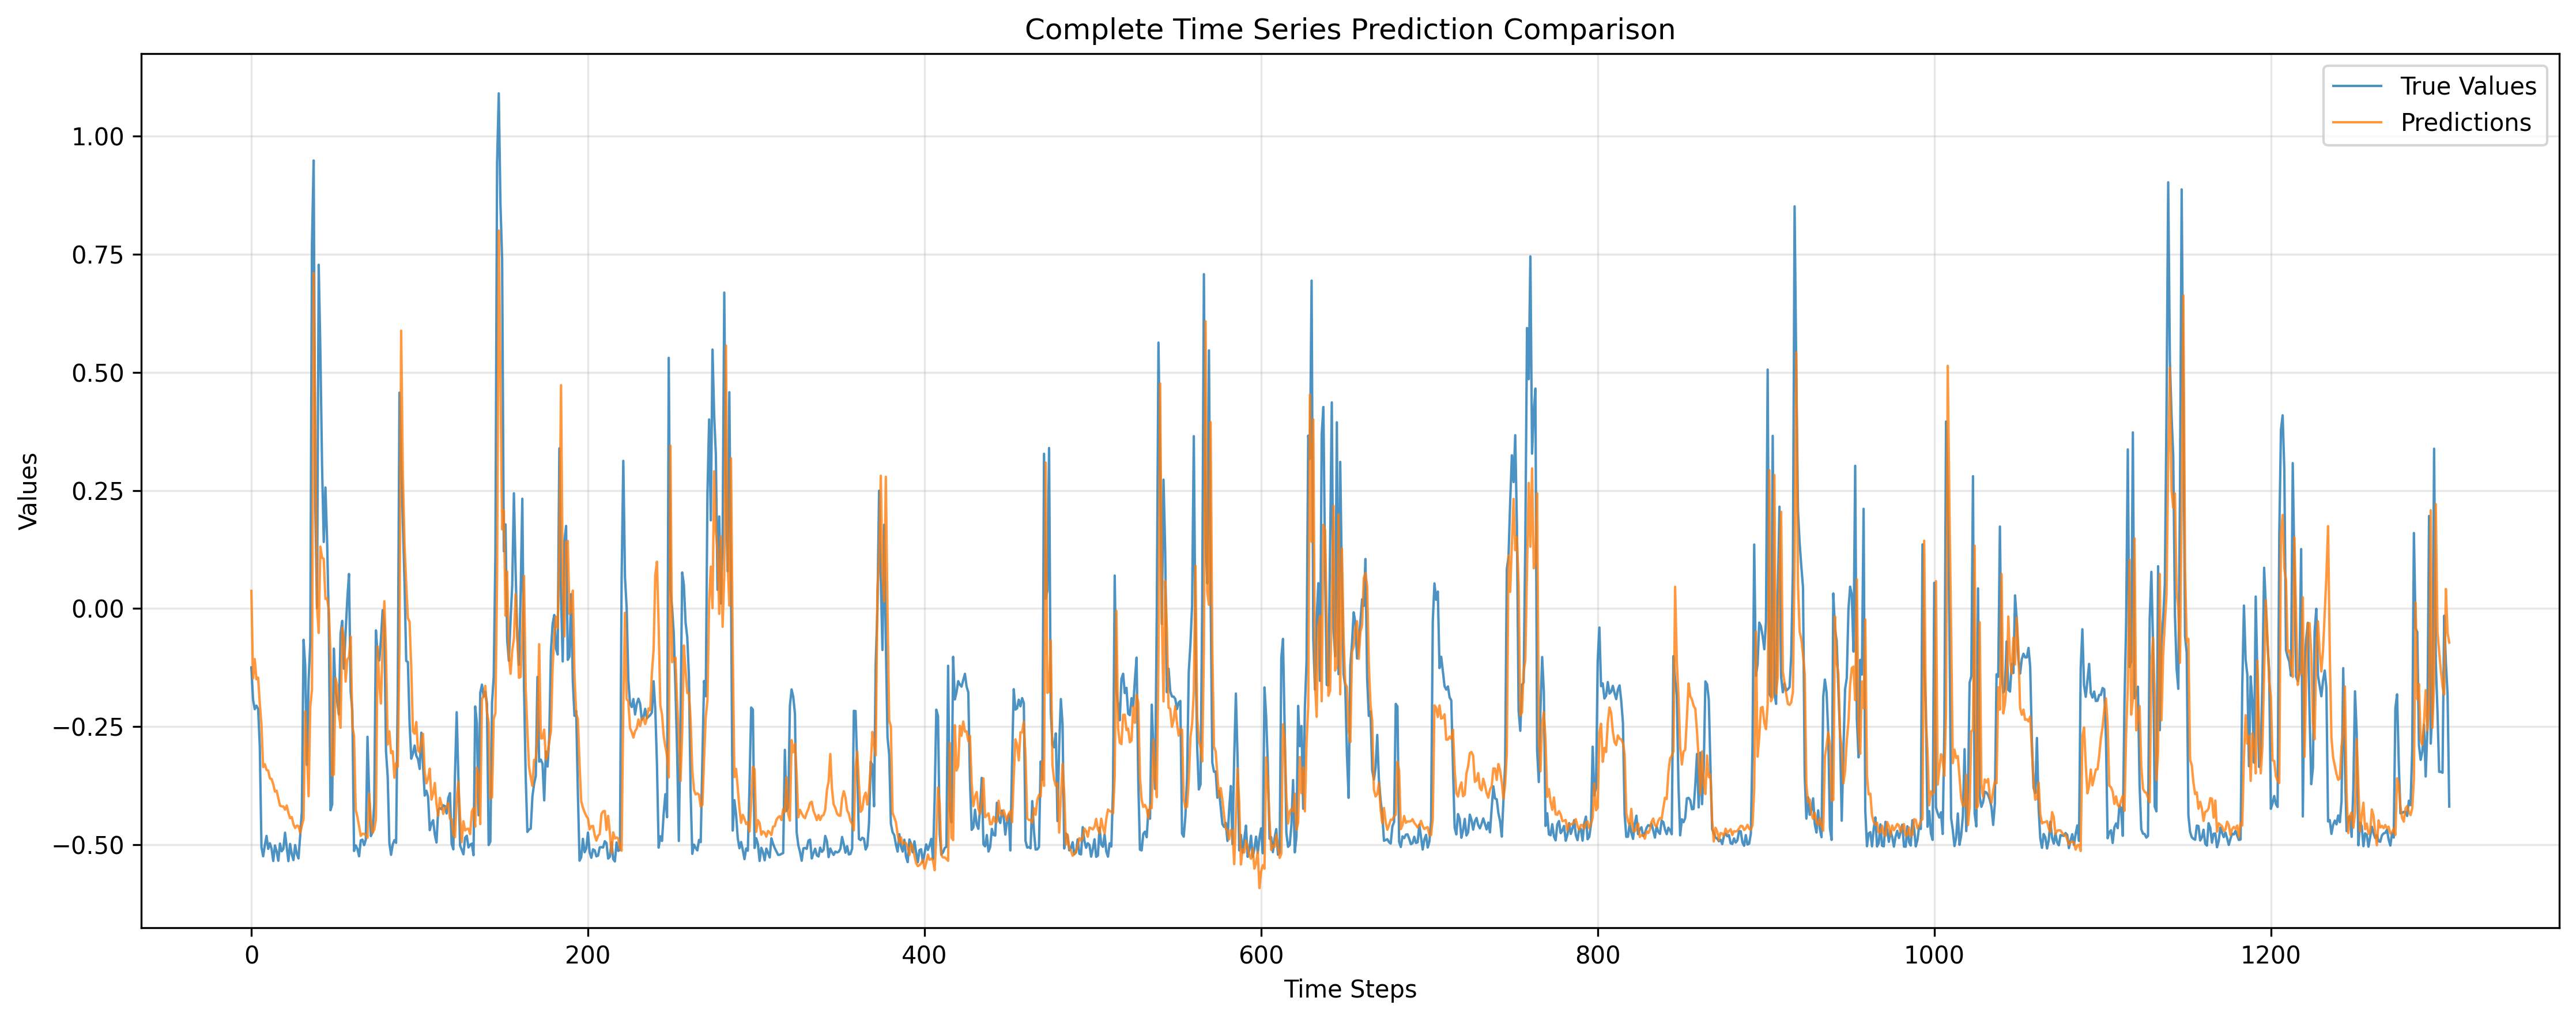 Complete Time Series Prediction Comparison
True Values
Predictions
Values
1.00
0.75
0.50
0.25
0.00
−0.25
−0.50
0
200
400
600
800
1000
1200
Time Steps